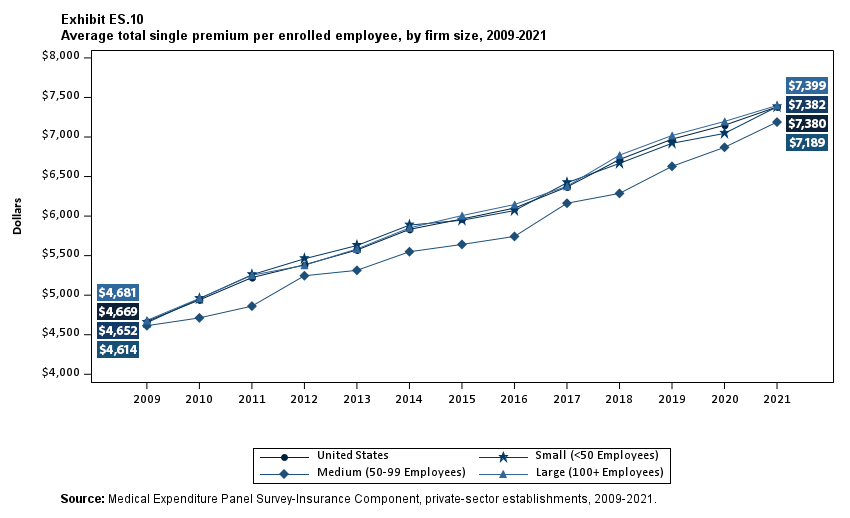 Exhibit ES.10
Average total single premium per enrolled employee, by firm size, 2009-2021
$8,000
$7,500
$7,000
$6,500
$6,000
$5,500
$5,000
$4,500
$4,000
Dollars
$4,681
$4,669
$4,652
$4,614
$7,399
$7,382
$7,380
$7,189
2009 2010 2011 2012 2013 2014 2015 2016 2017 2018 2019 2020 2021
United States Small (<50 Employees)
Medium (50-99 Employees) Large (100+ Employees)
Source: Medical Expenditure Panel Survey-Insurance Component, private-sector establishments, 2009-2021.